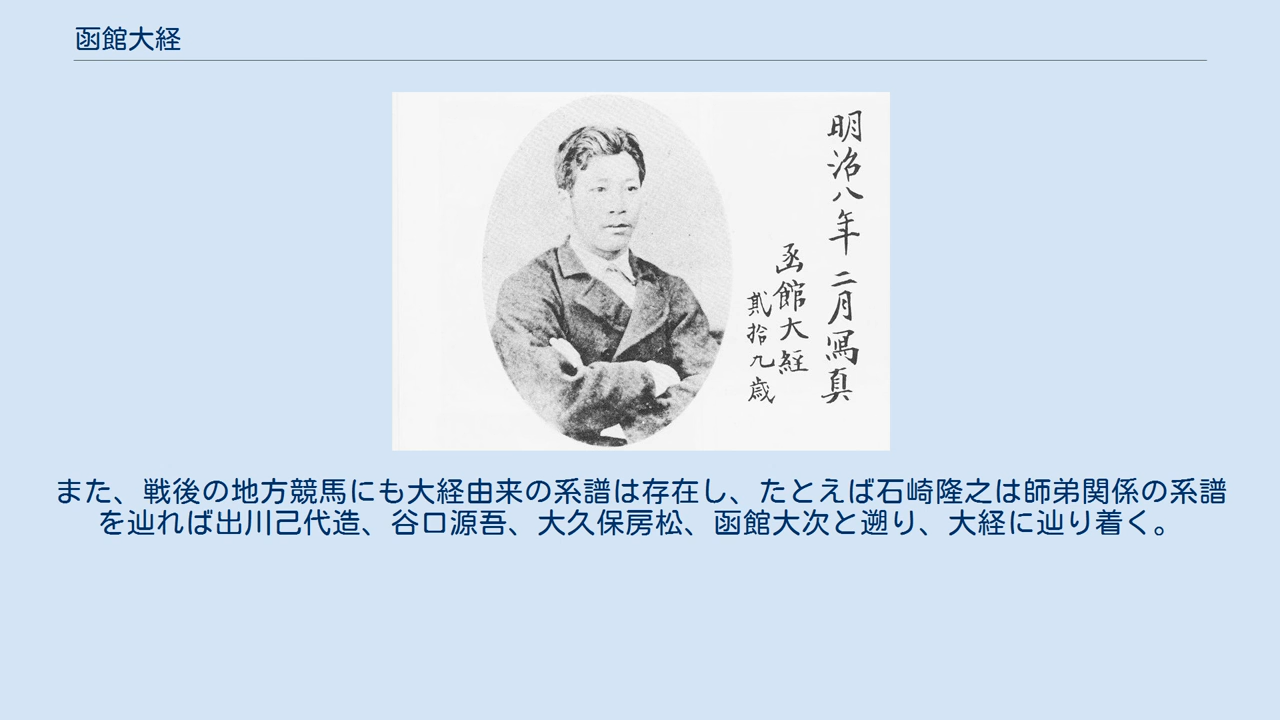 函館大経
明治八年二月寫真
函館大経
貮拾九歳
また、戦後の地方競馬にも大経由来の系譜は存在し、たとえば石崎隆之は師弟関係の系譜
を辿れば出川己代造、谷口源吾、大久保房松、函館大次と遡り、大経に辿り着く。